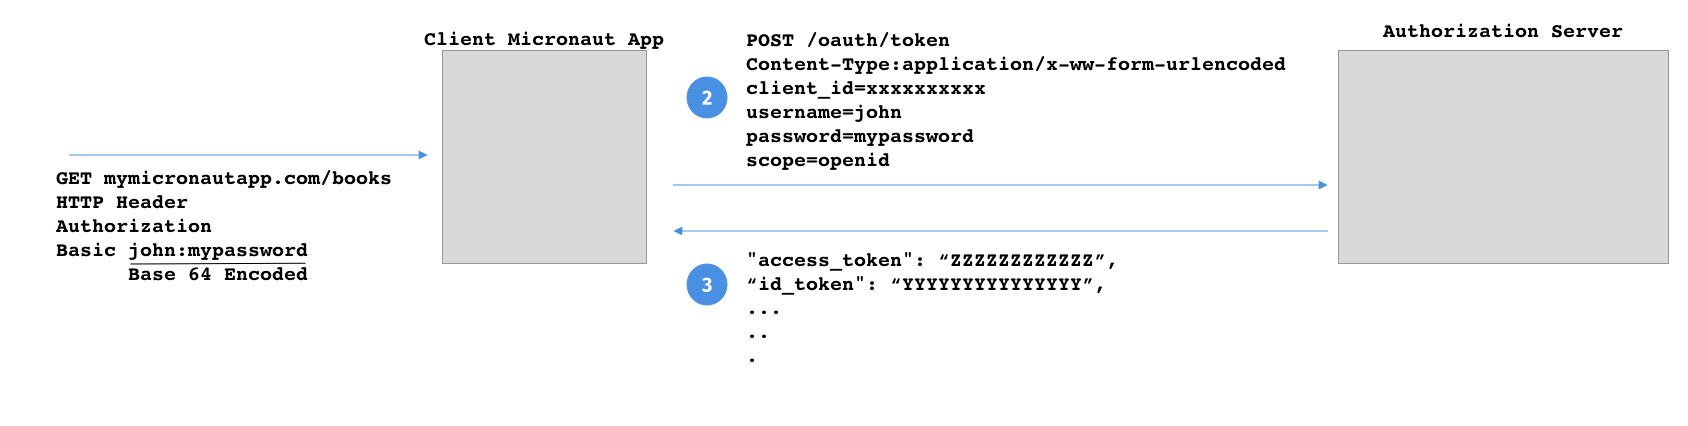 Client Micronaut App
Authorization Server
GET mymicronautapp.com/books
HTTP Header
Authorization
Basic john:mypassword
Base 64 Encoded
2
POST /oauth/token
Content-Type:application/x-ww-form-urlencoded
client_id=xxxxxxxxxx
username=john
password=mypassword
scope=openid
3
"access_token": “ZZZZZZZZZZZZ”,
“id_token": “YYYYYYYYYYYYYYY”,
...
..
.